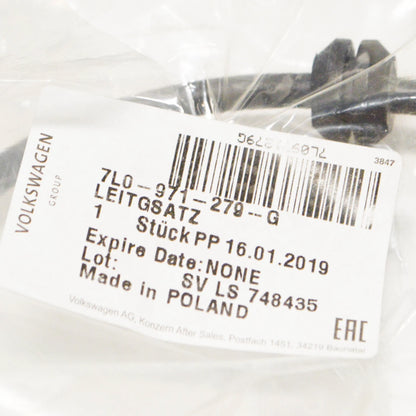 VOLKSWAGEN
GROUP
3847
7L0-971-279--G
LEITGSATZ
1 Stück PP 16.01.2019
Expire Date: NONE
Lot: SV LS 748435
Made in POLAND
Volkswagen AG, Konzern After Sales, Postfach 1451, 34219 Baunatal
EAC